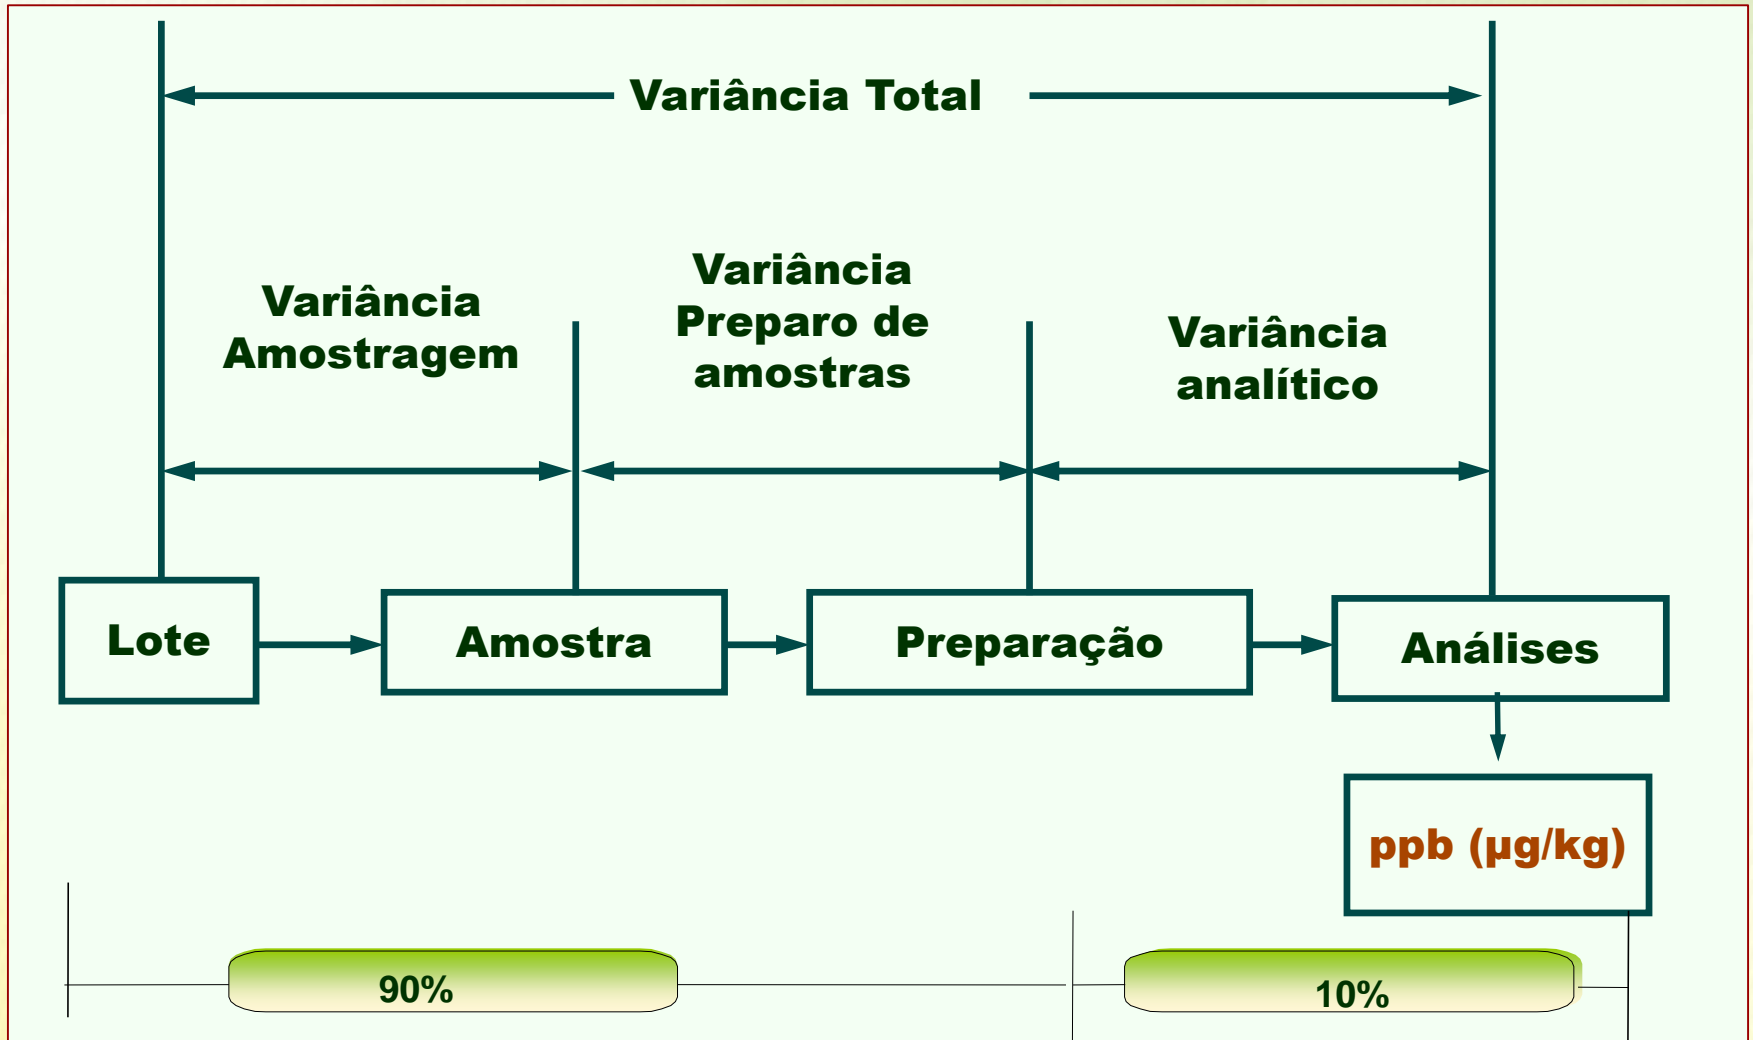 Variância Total
Variância
Amostragem
Variância
Preparo de
amostras
Variância
analítico
Lote
Amostra
Preparação
Análises
ppb (µg/kg)
90%
10%